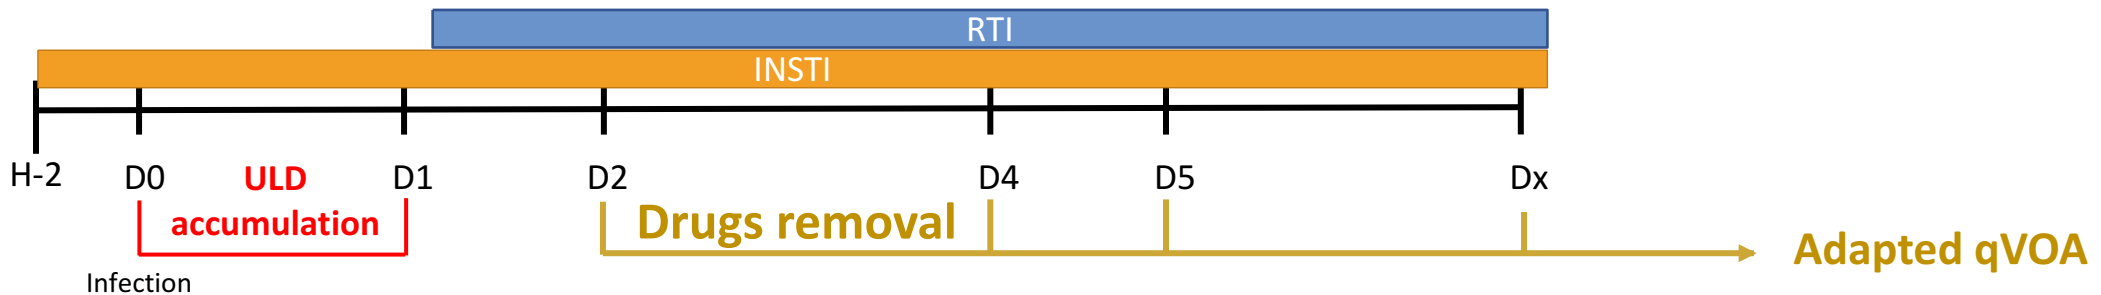 RTI
INSTI
H-2
D0
ULD
accumulation
D1
D2
Drugs removal
D4
D5
Dx
Adapted qVOA
Infection